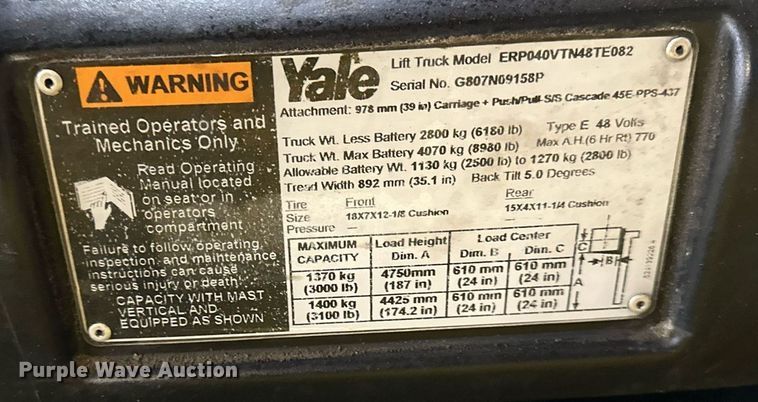 WARNING
Trained Operators and
Mechanics Only
Read Operating
Manual located
on seat or in
operators
compartment
Failure to follow operating,
inspection, and maintenance
instructions can cause
serious injury or death!
CAPACITY WITH MAST
VERTICAL AND
EQUIPPED AS SHOWN
Yale
Lift Truck Model ERP040VTN48TE082
Serial No. G807N09158P
Attachment: 978 mm (39 in) Carriage + Push/Pull-S/S Cascade 45E-PPS-437
Truck Wt. Less Battery 2800 kg (6180 lb) Type E 48 Volts
Truck Wt. Max Battery 4070 kg (8980 lb) Max A.H.(6 Hr Rt) 770
Allowable Battery Wt. 1130 kg (2500 lb) to 1270 kg (2800 lb)
Tread Width 892 mm (35.1 in) Back Tilt 5.0 Degrees
Tire Front Rear
Size 18X7X12-1/8 Cushion 15X4X11-1/4 Cushion
Pressure –
MAXIMUM CAPACITY Load Height Dim. A Load Center Dim. B Dim. C
1370 kg (3000 lb) 4750mm (187 in) 610 mm (24 in) 610 mm (24 in)
1400 kg (3100 lb) 4425mm (174.2 in) 610 mm (24 in) 610 mm (24 in)
C
B
A
Purple Wave Auction